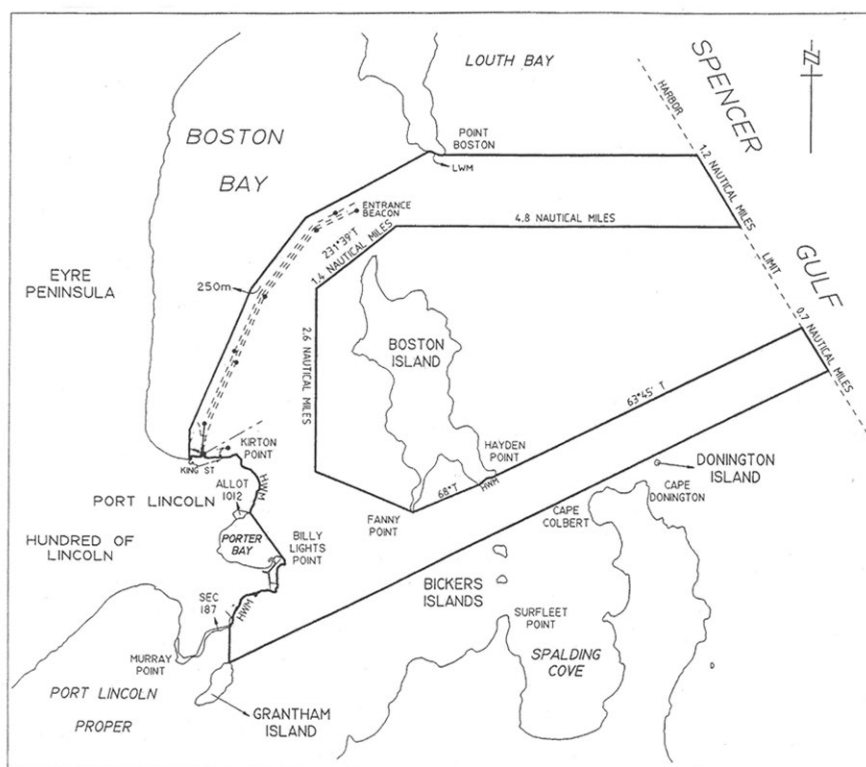 LOUTH BAY
SPENCER
N
HARBOR
BOSTON
BAY
POINT
BOSTON
LWM
1.2 NAUTICAL MILES
ENTRANCE
BEACON
4.8 NAUTICAL MILES
231°39'T
1.4 NAUTICAL MILES
LIMIT
GULF
EYRE
PENINSULA
250m
0.7 NAUTICAL MILES
2.6 NAUTICAL MILES
BOSTON
ISLAND
63°45' T
KIRTON
POINT
KING ST
HAYDEN
POINT
HWM
68°T
HWM
DONINGTON
ISLAND
CAPE
DONINGTON
ALLOT
1012
PORT LINCOLN
FANNY
POINT
CAPE
COLBERT
HUNDRED OF
LINCOLN
PORTER
BAY
BILLY
LIGHTS
POINT
BICKERS
ISLANDS
SEC
187
HWM
SURFLEET
POINT
MURRAY
POINT
SPALDING
COVE
PORT LINCOLN
PROPER
GRANTHAM
ISLAND